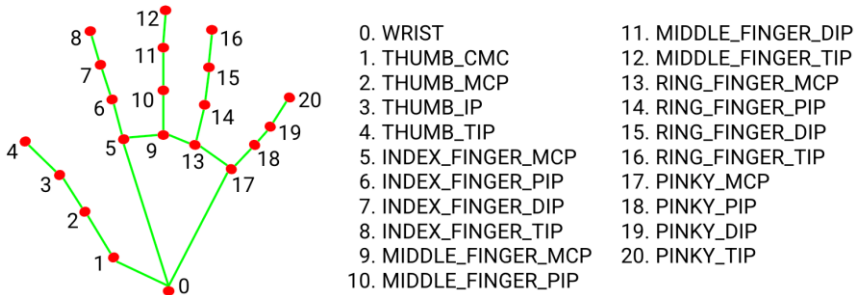 12
8
16
11
7
15
6
10
20
14
19
4
5
9
13
18
3
17
2
1
0
0. WRIST
1. THUMB_CMC
2. THUMB_MCP
3. THUMB_IP
4. THUMB_TIP
5. INDEX_FINGER_MCP
6. INDEX_FINGER_PIP
7. INDEX_FINGER_DIP
8. INDEX_FINGER_TIP
9. MIDDLE_FINGER_MCP
10. MIDDLE_FINGER_PIP
11. MIDDLE_FINGER_DIP
12. MIDDLE_FINGER_TIP
13. RING_FINGER_MCP
14. RING_FINGER_PIP
15. RING_FINGER_DIP
16. RING_FINGER_TIP
17. PINKY_MCP
18. PINKY_PIP
19. PINKY_DIP
20. PINKY_TIP